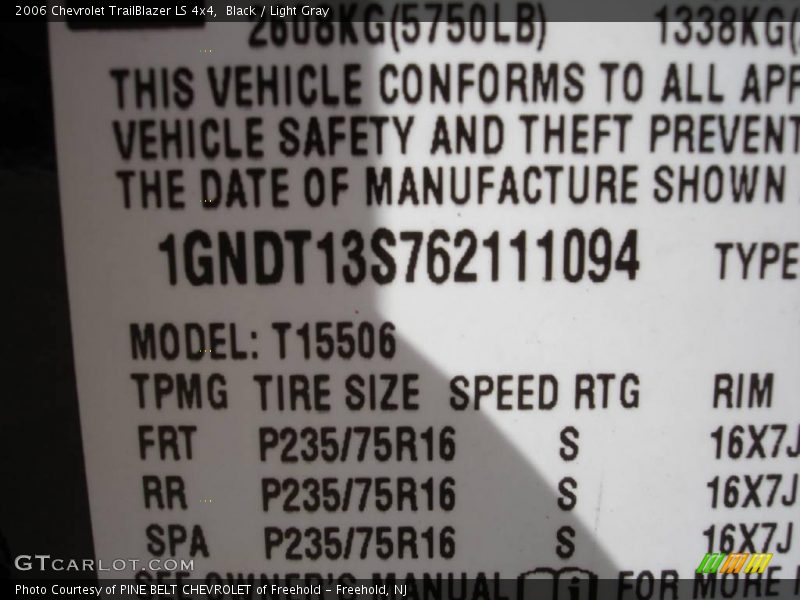 2006 Chevrolet TrailBlazer LS 4x4, Black / Light Gray
2608KG(5750LB) 1338KG(
THIS VEHICLE CONFORMS TO ALL APP
VEHICLE SAFETY AND THEFT PREVENT
THE DATE OF MANUFACTURE SHOWN
1GNDT13S762111094 TYPE
MODEL: T15506
TPMG TIRE SIZE SPEED RTG RIM
FRT P235/75R16 S 16X7J
RR P235/75R16 S 16X7J
SPA P235/75R16 S 16X7J
SEE OWNER'S MANUAL i FOR MORE
GTCARLOT.COM
Photo Courtesy of PINE BELT CHEVROLET of Freehold - Freehold, NJ